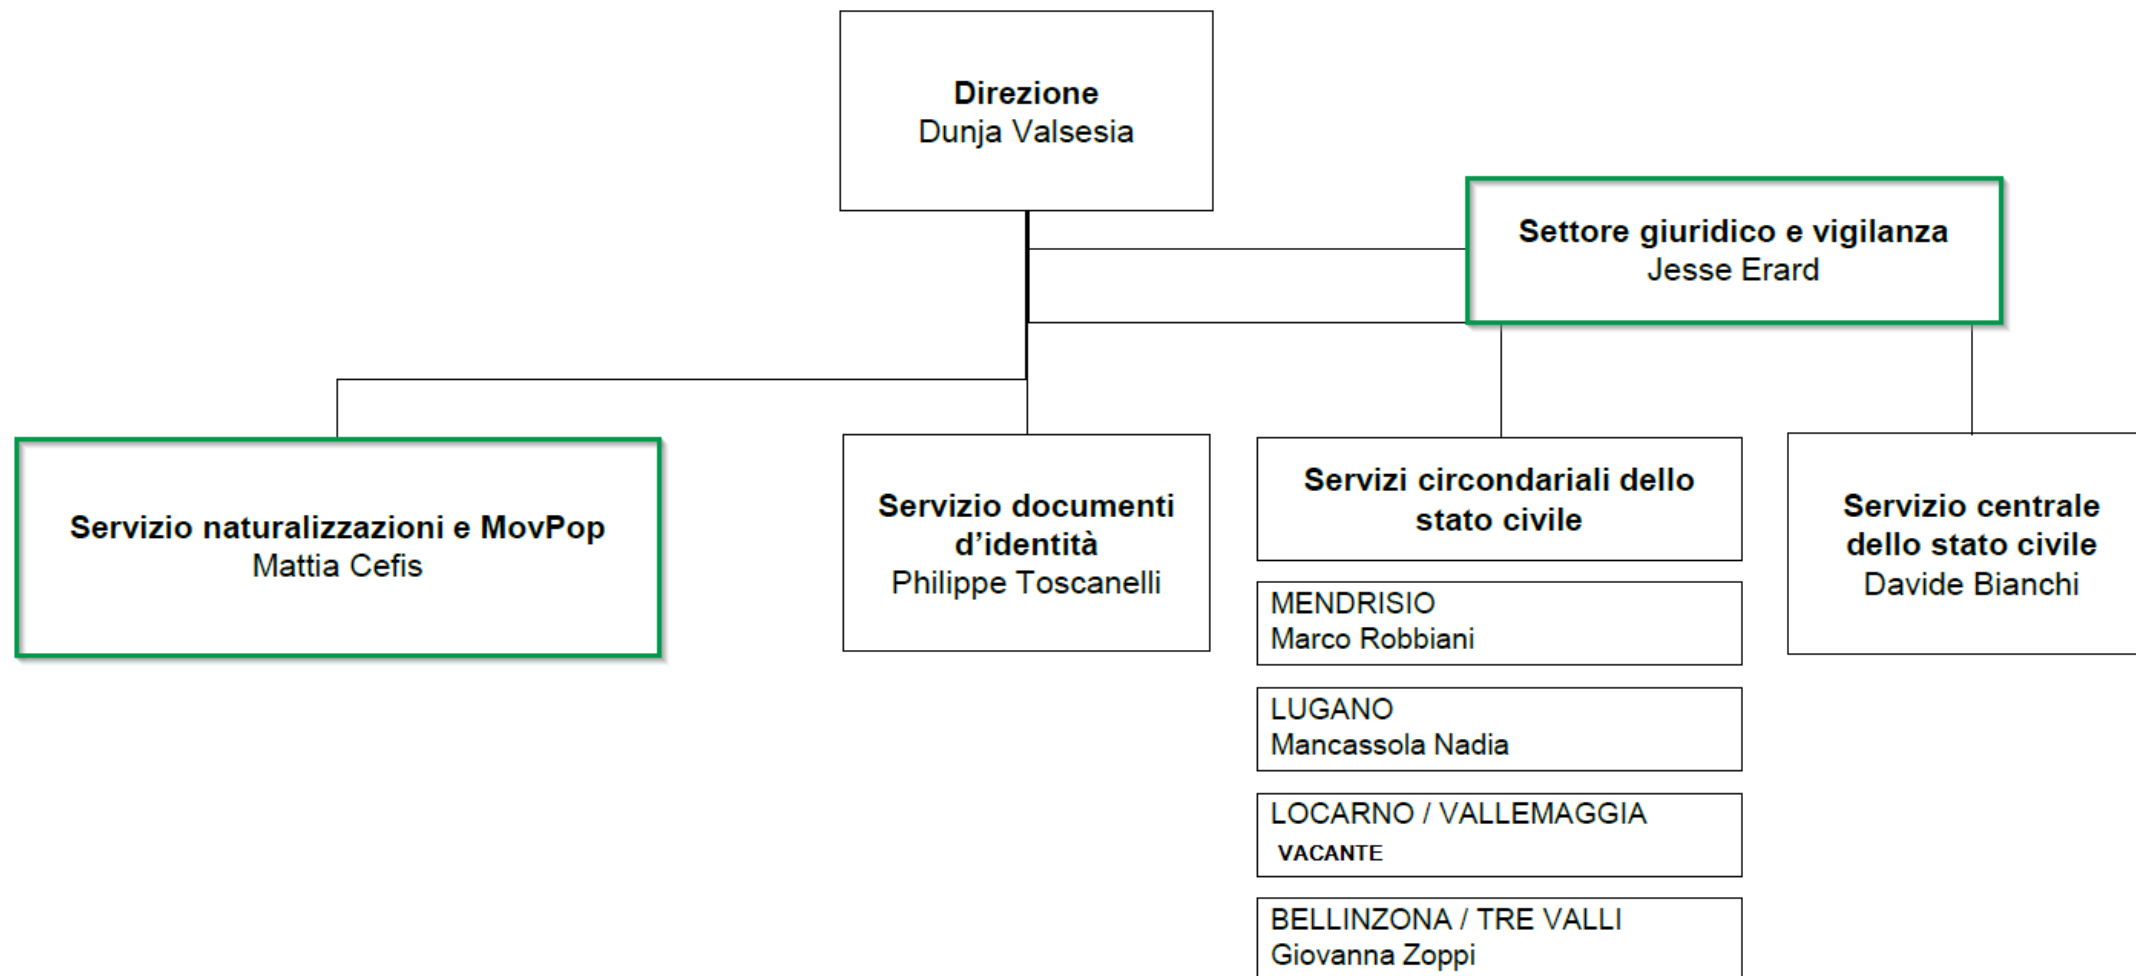 Direzione
Dunja Valsesia
Settore giuridico e vigilanza
Jesse Erard
Servizio naturalizzazioni e MovPop
Mattia Cefis
Servizio documenti
d’identità
Philippe Toscanelli
Servizi circondariali dello
stato civile
MENDRISIO
Marco Robbiani
LUGANO
Mancassola Nadia
LOCARNO / VALLEMAGGIA
VACANTE
BELLINZONA / TRE VALLI
Giovanna Zoppi
Servizio centrale
dello stato civile
Davide Bianchi